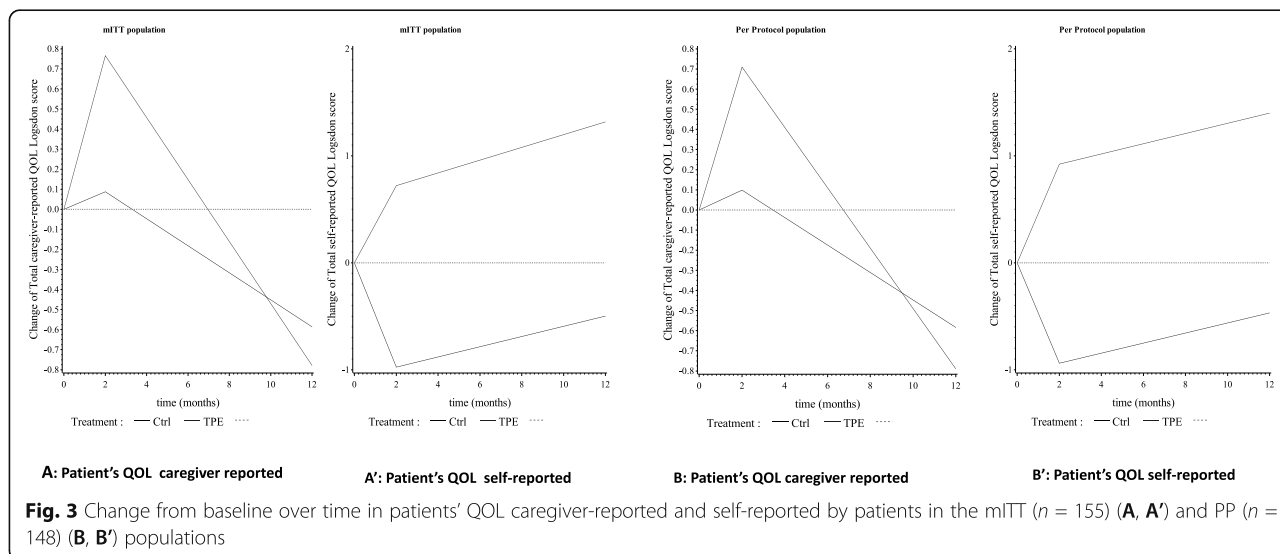 mITT population
Change of Total caregiver-reported QOL Logsdon score
0.8
0.7
0.6
0.5
0.4
0.3
0.2
0.1
0.0
-0.1
-0.2
-0.3
-0.4
-0.5
-0.6
-0.7
-0.8
0 2 4 6 8 10 12
time (months)
Treatment : Ctrl TPE
A: Patient's QOL caregiver reported
mITT population
Change of Total self-reported QOL Logsdon score
2
1
0
-1
0 2 4 6 8 10 12
time (months)
Treatment : Ctrl TPE
A’: Patient's QOL self-reported
Per Protocol population
Change of Total caregiver-reported QOL Logsdon score
0.8
0.7
0.6
0.5
0.4
0.3
0.2
0.1
0.0
-0.1
-0.2
-0.3
-0.4
-0.5
-0.6
-0.7
-0.8
0 2 4 6 8 10 12
time (months)
Treatment : Ctrl TPE
B: Patient's QOL caregiver reported
Per Protocol population
Change of Total self-reported QOL Logsdon score
2
1
0
-1
0 2 4 6 8 10 12
time (months)
Treatment : Ctrl TPE
B’: Patient's QOL self-reported
Fig. 3 Change from baseline over time in patients’ QOL caregiver-reported and self-reported by patients in the mITT (n = 155) (A, A’) and PP (n =
148) (B, B’) populations